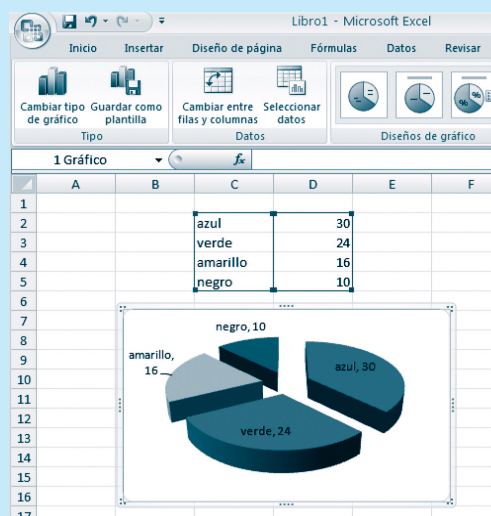 Libro1 - Microsoft Excel
Inicio Insertar Diseño de página Fórmulas Datos Revisar
Cambiar tipo de gráfico
Guardar como plantilla
Cambiar entre filas y columnas
Seleccionar datos
Tipo Datos Diseños de gráfico
1 Gráfico fx
A B C D E F
1
2 azul 30
3 verde 24
4 amarillo 16
5 negro 10
6
7
8
9
10
11
12
13
14
15
16
17
negro, 10
amarillo,
16
azul, 30
verde, 24